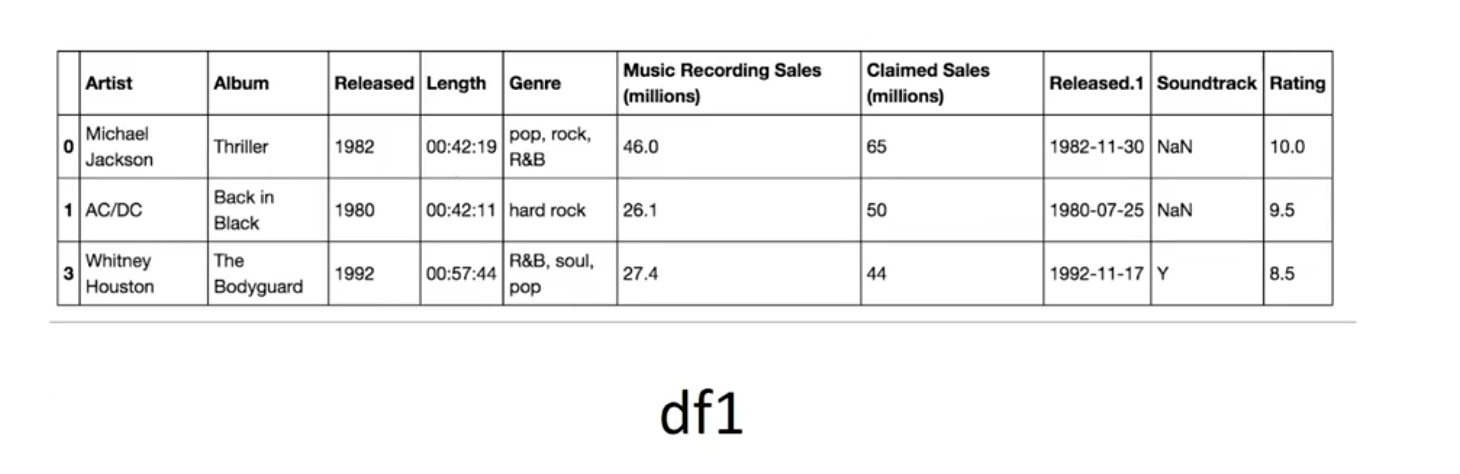 Artist Album Released Length Genre Music Recording Sales (millions) Claimed Sales (millions) Released.1 Soundtrack Rating
0 Michael Jackson Thriller 1982 00:42:19 pop, rock, R&B 46.0 65 1982-11-30 NaN 10.0
1 AC/DC Back in Black 1980 00:42:11 hard rock 26.1 50 1980-07-25 NaN 9.5
3 Whitney Houston The Bodyguard 1992 00:57:44 R&B, soul, pop 27.4 44 1992-11-17 Y 8.5
df1